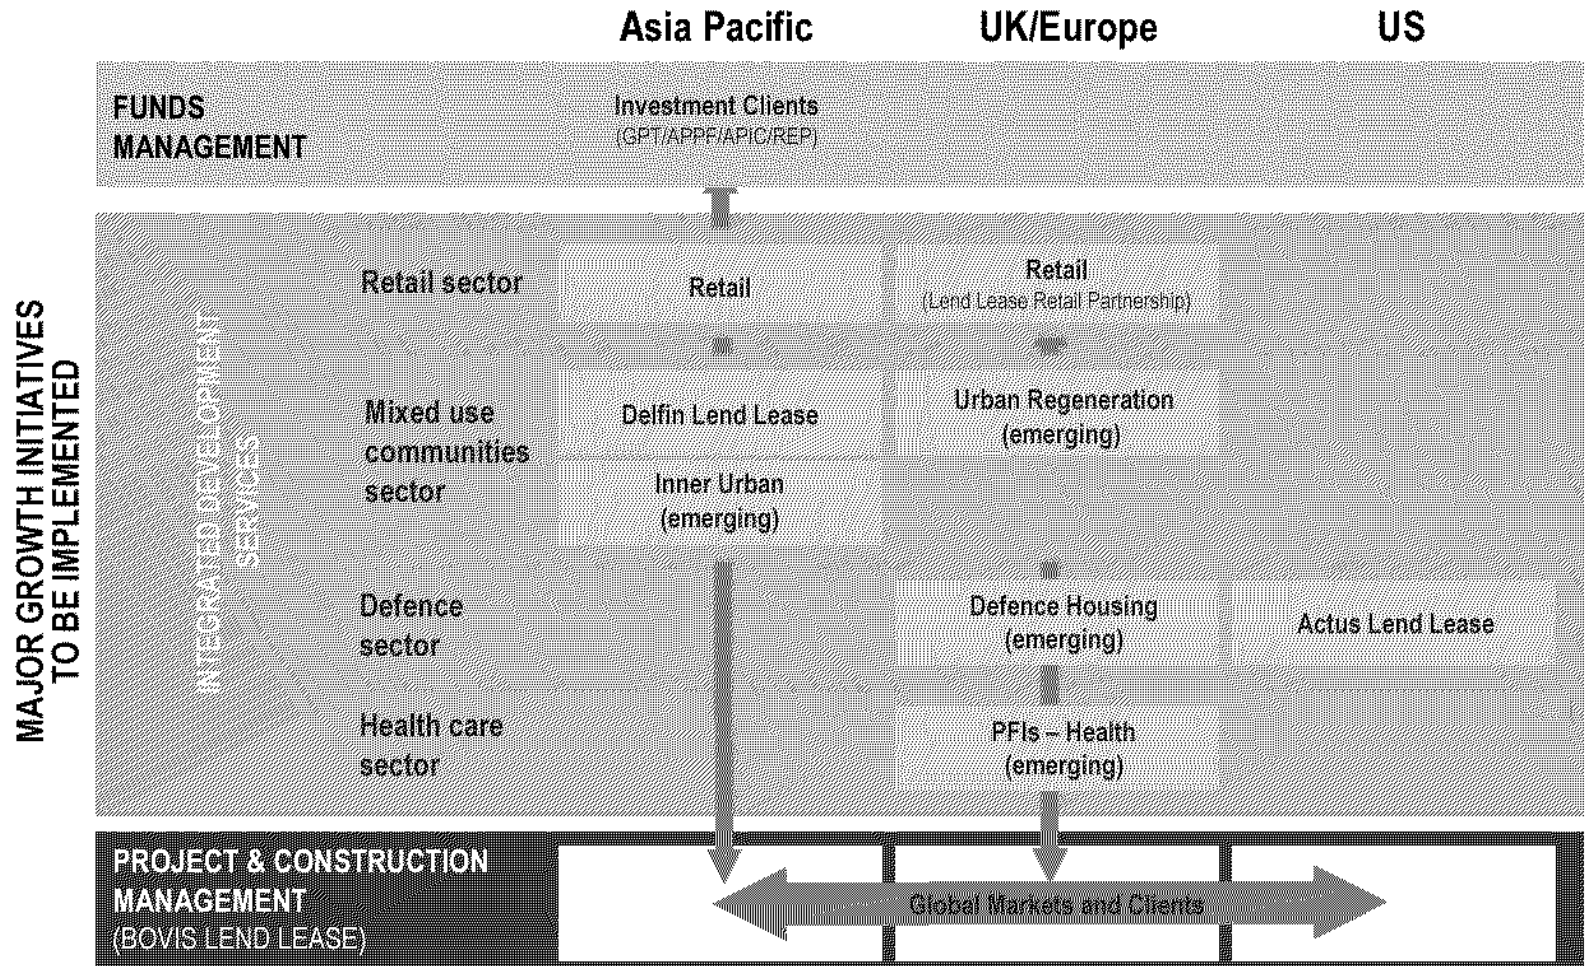 Asia Pacific
UK/Europe
US
FUNDS
MANAGEMENT
Investment Clients
(GPT/APPF/APIC/REP)
MAJOR GROWTH INITIATIVES
TO BE IMPLEMENTED
INTEGRATED DEVELOPMENT
SERVICES
Retail sector
Retail
Retail
(Lend Lease Retail Partnership)
Mixed use
communities
sector
Delfin Lend Lease
Urban Regeneration
(emerging)
Inner Urban
(emerging)
Defence
sector
Defence Housing
(emerging)
Actus Lend Lease
Health care
sector
PFIs – Health
(emerging)
PROJECT & CONSTRUCTION
MANAGEMENT
(BOVIS LEND LEASE)
Global Markets and Clients